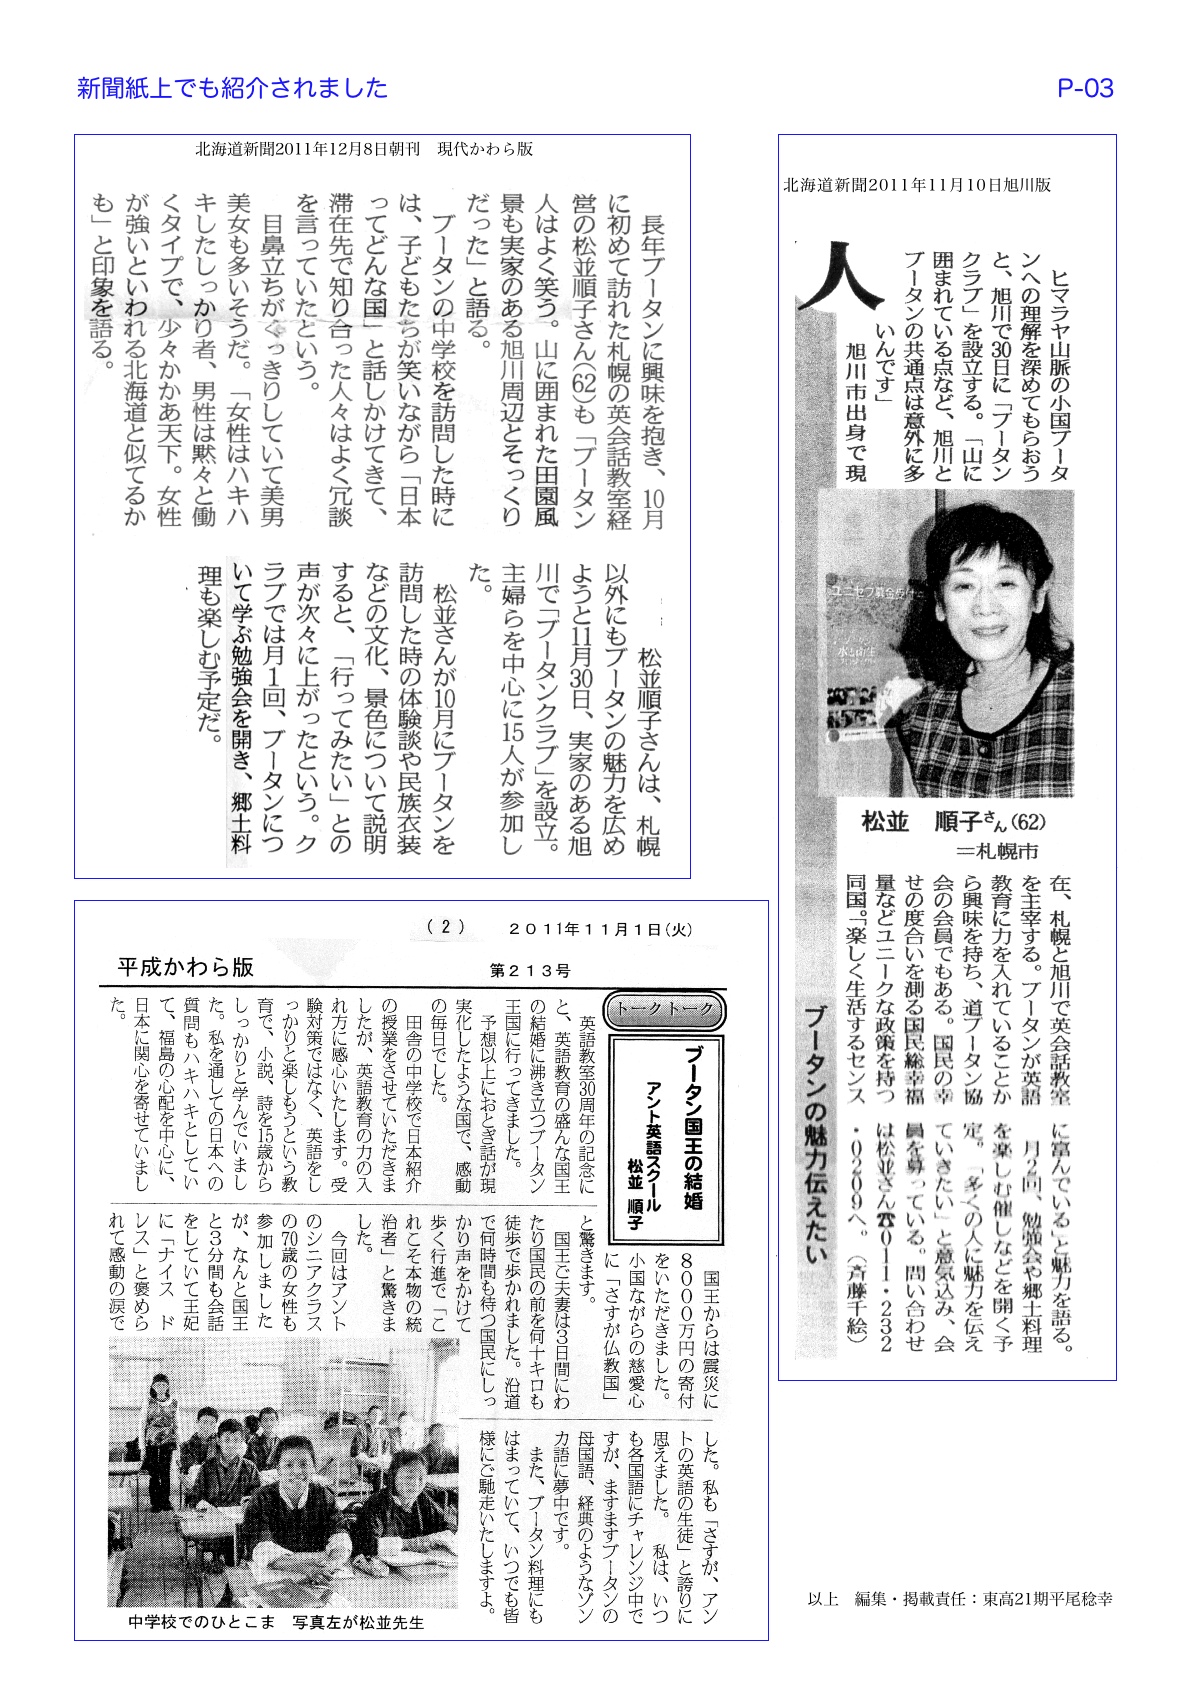 新聞紙上でも紹介されました
P-03
北海道新聞2011年12月8日朝刊　現代かわら版
長年ブータンに興味を抱き、10月
に初めて訪れた札幌の英会話教室経
営の松並順子さん(62)も「ブータン
人はよく笑う。山に囲まれた田園風
景も実家のある旭川周辺とそっくり
だった」と語る。
ブータンの中学校を訪問した時に
は、子どもたちが笑いながら「日本
ってどんな国」と話しかけてきて、
滞在先で知り合った人々はよく冗談
を言っていたという。
目鼻立ちがくっきりしていて美男
美女も多いそうだ。「女性はハキハ
キしたしっかり者、男性は黙々と働
くタイプで、少々かかあ天下。女性
が強いといわれる北海道と似てるか
も」と印象を語る。
松並順子さんは、札幌
以外にもブータンの魅力を広め
ようと11月30日、実家のある旭
川で「ブータンクラブ」を設立。
主婦らを中心に15人が参加し
た。
松並さんが10月にブータンを
訪問した時の体験談や民族衣装
などの文化、景色について説明
すると、「行ってみたい」との
声が次々に上がったという。ク
ラブでは月1回、ブータンにつ
いて学ぶ勉強会を開き、郷土料
理も楽しむ予定だ。
北海道新聞2011年11月10日旭川版
人
ヒマラヤ山脈の小国ブータ
ンへの理解を深めてもらおう
と、旭川で30日に「ブータン
クラブ」を設立する。「山に
囲まれている点など、旭川と
ブータンの共通点は意外に多
いんです」
旭川市出身で現
ユニセフ募金受付
水と衛生
松並　順子さん(62)
＝札幌市
在、札幌と旭川で英会話教室
を主宰する。ブータンが英語
教育に力を入れていることか
ら興味を持ち、道ブータン協
会の会員でもある。国民の幸
せの度合いを測る国民総幸福
量などユニークな政策を持つ
同国。「楽しく生活するセンス
に富んでいる」と魅力を語る。
月2回、勉強会や郷土料理
を楽しむ催しなどを開く予
定。「多くの人に魅力を伝え
ていきたい」と意気込み、会
員を募っている。問い合わせ
は松並さん☎011・232
・0209へ。（斉藤千絵）
ブータンの魅力伝えたい
（2）　2011年11月1日(火)
平成かわら版　第213号
トークトーク
ブータン国王の結婚
アント英語スクール
松並 順子
英語教室30周年の記念に
と、英語教育の盛んな国王
の結婚に沸き立つブータン
王国に行ってきました。
予想以上におとぎ話が現
実化したような国で、感動
の毎日でした。
田舎の中学校で日本紹介
の授業をさせていただきま
したが、英語教育の力の入
れ方に感心いたします。受
験対策ではなく、英語をし
っかりと楽しもうという教
育で、小説、詩を15歳から
しっかりと学んでいまし
た。私を通しての日本への
質問もハキハキとしてい
て、福島の心配を中心に、
日本に関心を寄せていまし
た。
国王からは震災に
8000万円の寄付
をいただきました。
小国ながらの慈愛心
に「さすが仏教国」
と驚きます。
国王ご夫妻は3日間にわ
たり国民の前を何十キロも
徒歩で歩かれました。沿道
で何時間も待つ国民にしっ
かり声をかけて
歩く行進で「こ
れこそ本物の統
治者」と驚きま
した。
今回はアント
のシニアクラス
の70歳の女性も
参加しました
が、なんと国王
と3分間も会話
をしていて王妃
に「ナイス　ド
レス」と褒めら
れて感動の涙で
した。私も「さすが、アン
トの英語の生徒」と誇りに
思えました。　私は、いつ
も各国語にチャレンジ中で
すが、ますますブータンの
母国語、経典のようなゾン
カ語に夢中です。
また、ブータン料理にも
はまっていて、いつでも皆
様にご馳走いたしますよ。
中学校でのひとこま　写真左が松並先生
以上　編集・掲載責任：東高21期平尾稔幸